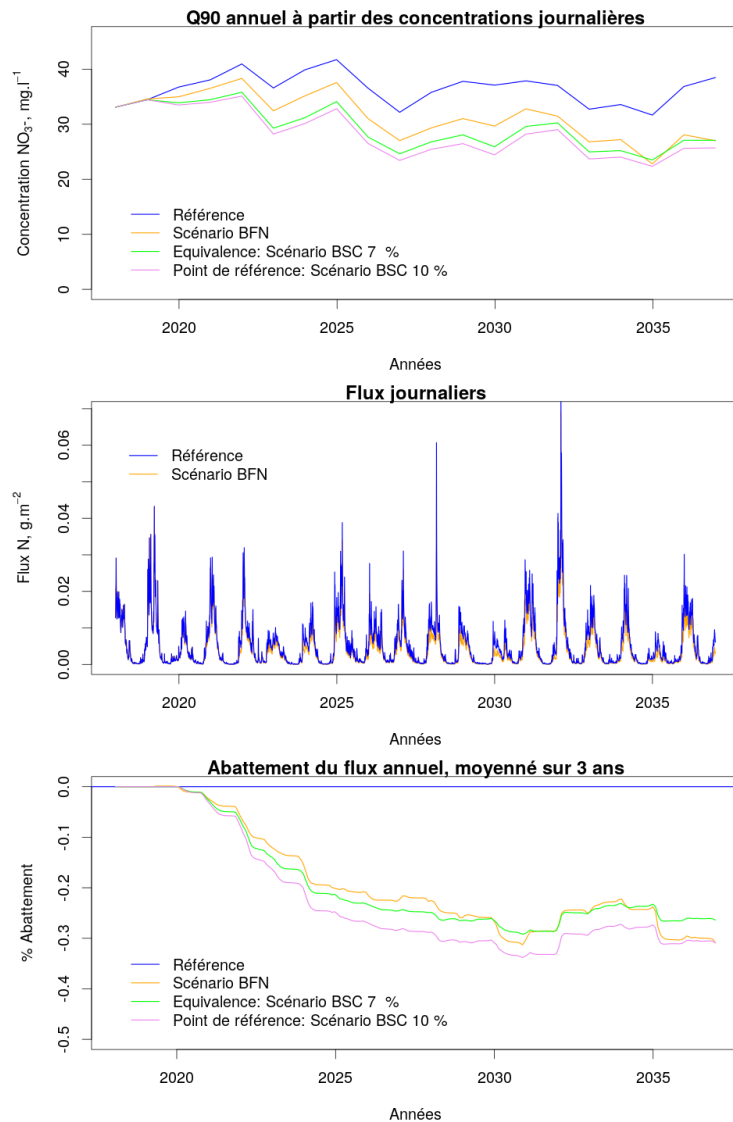 Q90 annuel à partir des concentrations journalières
Concentration NO₃-, mg.l⁻¹
40
30
20
10
0
Référence
Scénario BFN
Equivalence: Scénario BSC 7 %
Point de référence: Scénario BSC 10 %
2020 2025 2030 2035
Années
Flux journaliers
Flux N, g.m⁻²
0.06
0.04
0.02
0.00
Référence
Scénario BFN
2020 2025 2030 2035
Années
Abattement du flux annuel, moyenné sur 3 ans
% Abattement
0.0
-0.1
-0.2
-0.3
-0.4
-0.5
Référence
Scénario BFN
Equivalence: Scénario BSC 7 %
Point de référence: Scénario BSC 10 %
2020 2025 2030 2035
Années